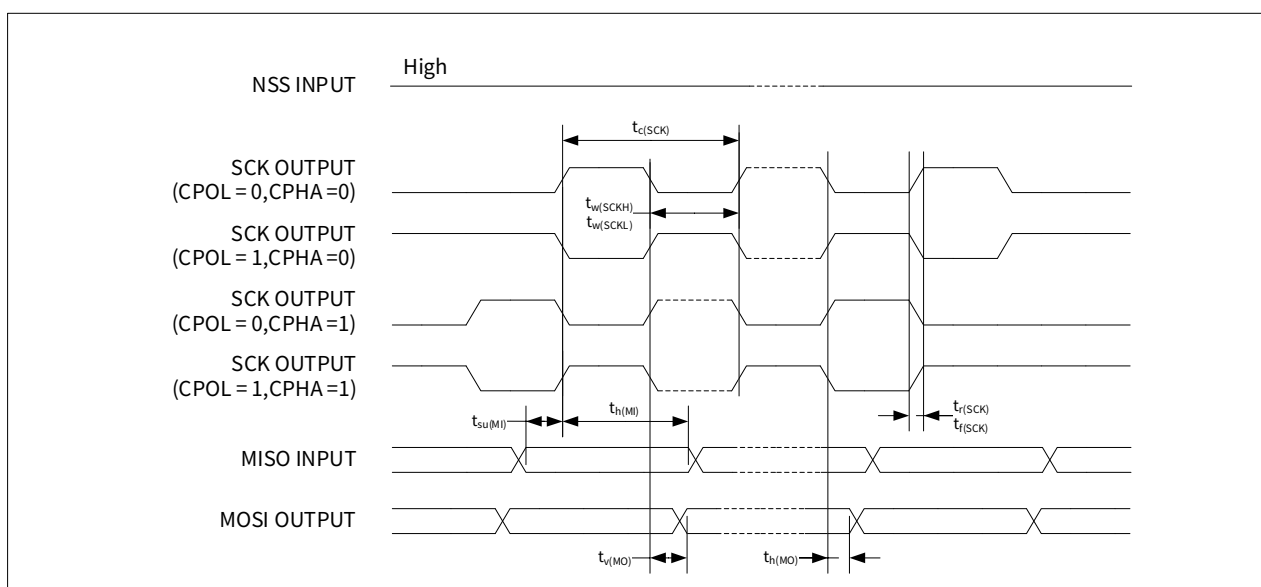 High
NSS INPUT
tc(SCK)
SCK OUTPUT
(CPOL = 0,CPHA =0)
tw(SCKH)
tw(SCKL)
SCK OUTPUT
(CPOL = 1,CPHA=0)
SCK OUTPUT
(CPOL = 0,CPHA =1)
SCK OUTPUT
(CPOL = 1,CPHA=1)
tsu(MI)
th(MI)
tr(SCK)
tf(SCK)
MISO INPUT
MOSI OUTPUT
tv(MO)
th(MO)